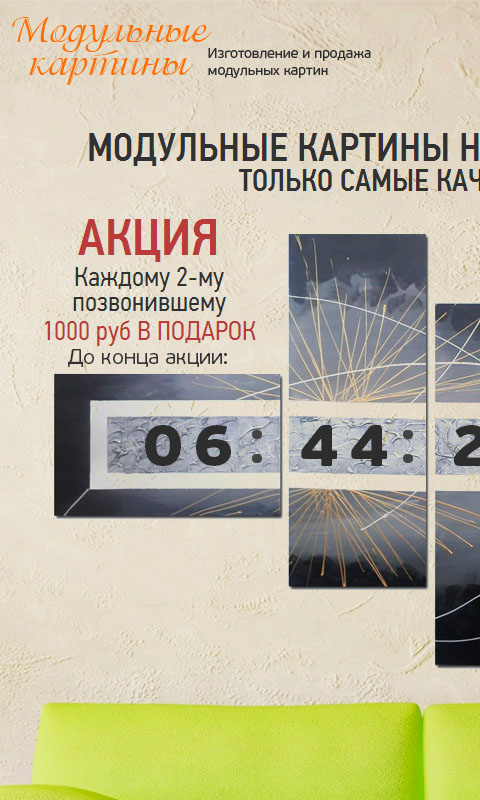 Модульные
картины
Изготовление и продажа
модульных картин
МОДУЛЬНЫЕ КАРТИНЫ Н
ТОЛЬКО САМЫЕ КАЧ
АКЦИЯ
Каждому 2-му
позвонившему
1000 руб В ПОДАРОК
До конца акции:
06: 44: 2